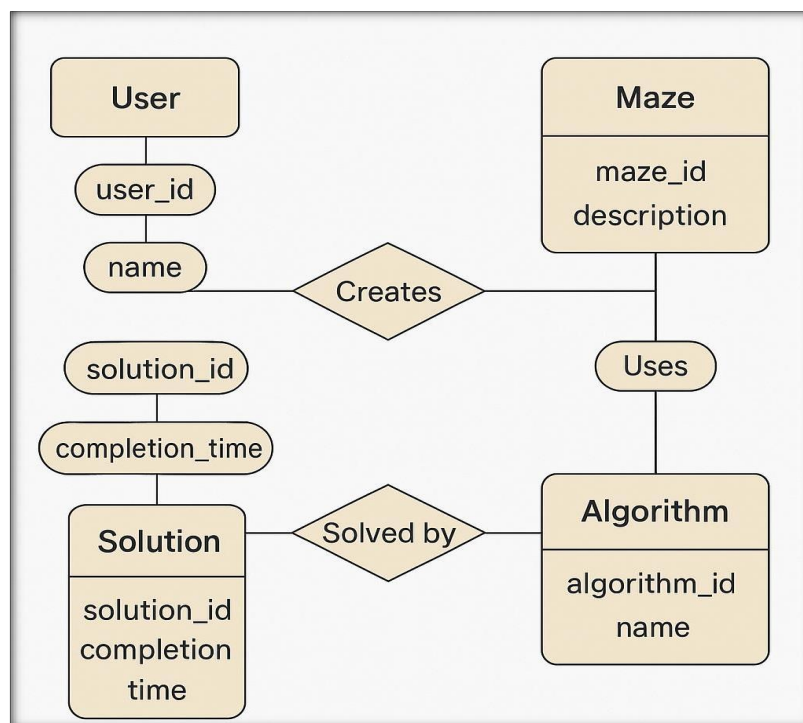 User
user_id
name
Creates
Maze
maze_id
description
Uses
solution_id
completion_time
Solution
solution_id
completion
time
Solved by
Algorithm
algorithm_id
name